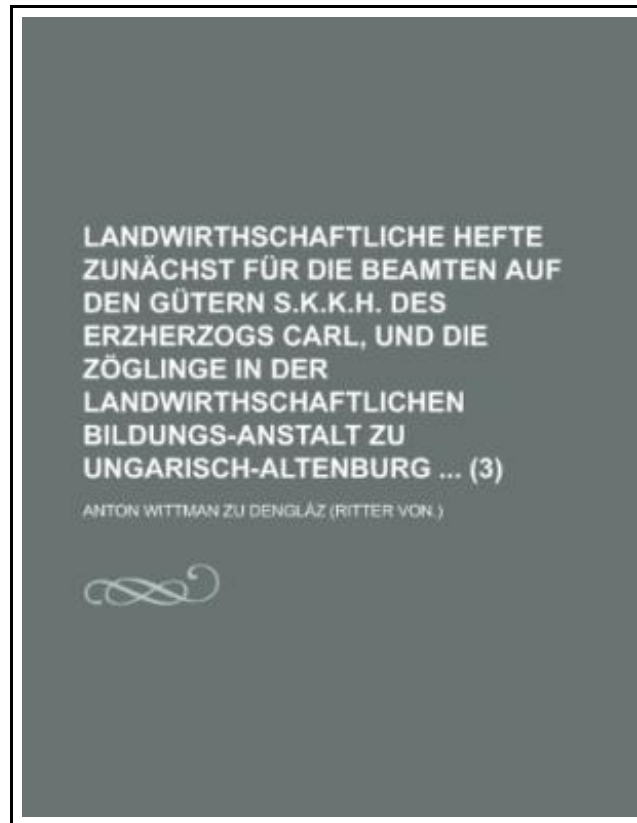 LANDWIRTHSCHAFTLICHE HEFTE
ZUNÄCHST FÜR DIE BEAMTEN AUF
DEN GÜTERN S.K.K.H. DES
ERZHERZOGS CARL, UND DIE
ZÖGLINGE IN DER
LANDWIRTHSCHAFTLICHEN
BILDUNGS-ANSTALT ZU
UNGARISCH-ALTENBURG ... (3)
ANTON WITTMAN ZU DENGLÁZ (RITTER VON.)